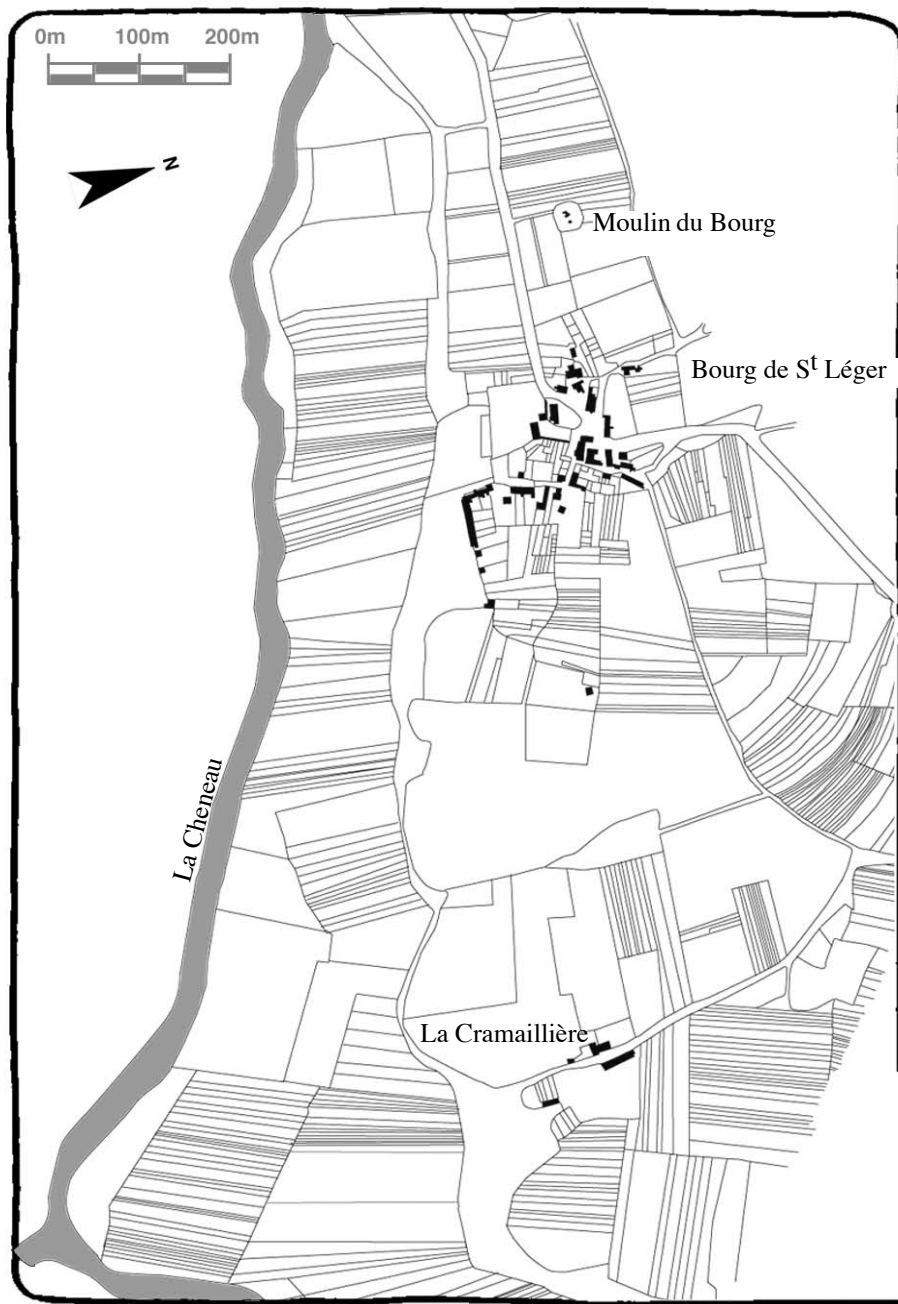 0m 100m 200m
N
Moulin du Bourg
Bourg de St Léger
La Cheneau
La Cramaillière